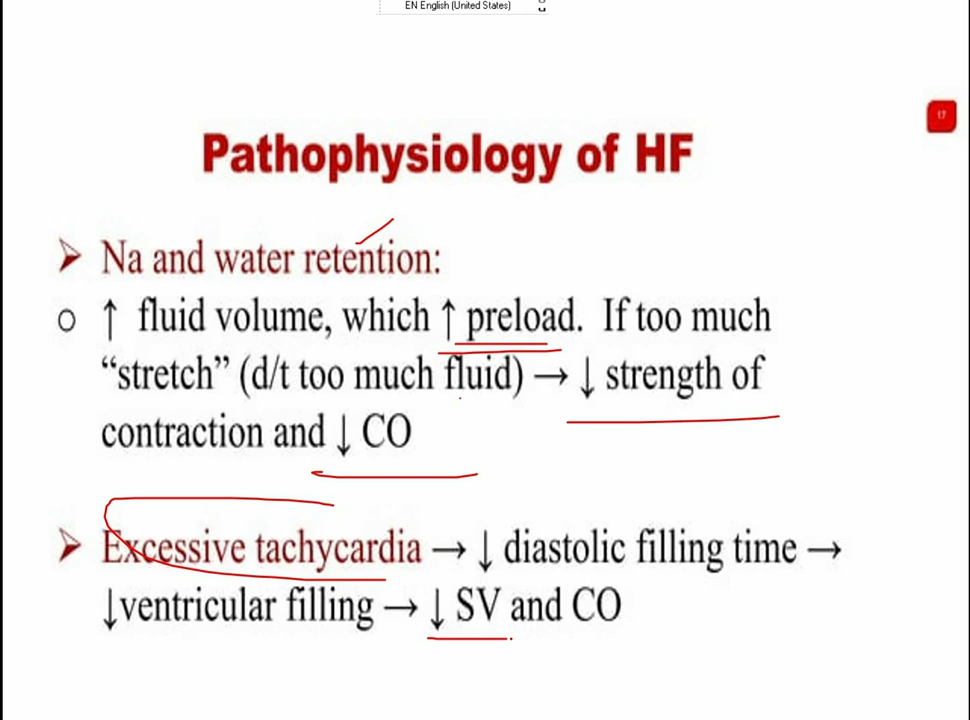 EN English (United States)
17
Pathophysiology of HF
➢ Na and water retention:
o ↑ fluid volume, which ↑ preload. If too much
“stretch” (d/t too much fluid) → ↓ strength of
contraction and ↓ CO
➢ Excessive tachycardia → ↓ diastolic filling time →
↓ventricular filling → ↓ SV and CO